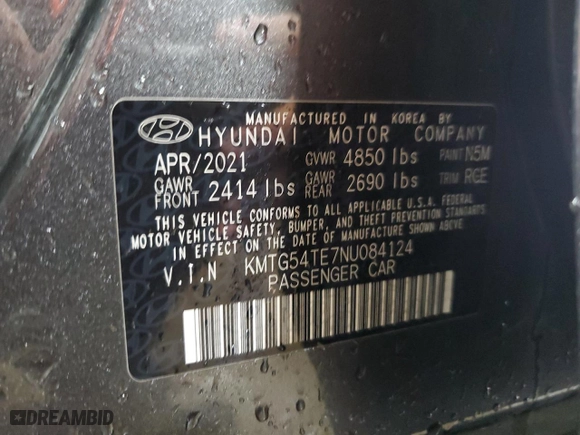 MANUFACTURED IN KOREA BY
HYUNDAI MOTOR COMPANY
APR/2021 GVWR 4850 lbs PAINT N5M
GAWR FRONT 2414 lbs GAWR REAR 2690 lbs TRIM RGE
THIS VEHICLE CONFORMS TO ALL APPLICABLE U.S.A. FEDERAL
MOTOR VEHICLE SAFETY, BUMPER, AND THEFT PREVENTION STANDARDS
IN EFFECT ON THE DATE OF MANUFACTURE SHOWN ABOVE.
V.I.N KMTG54TE7NU084124
PASSENGER CAR
DREAMBID